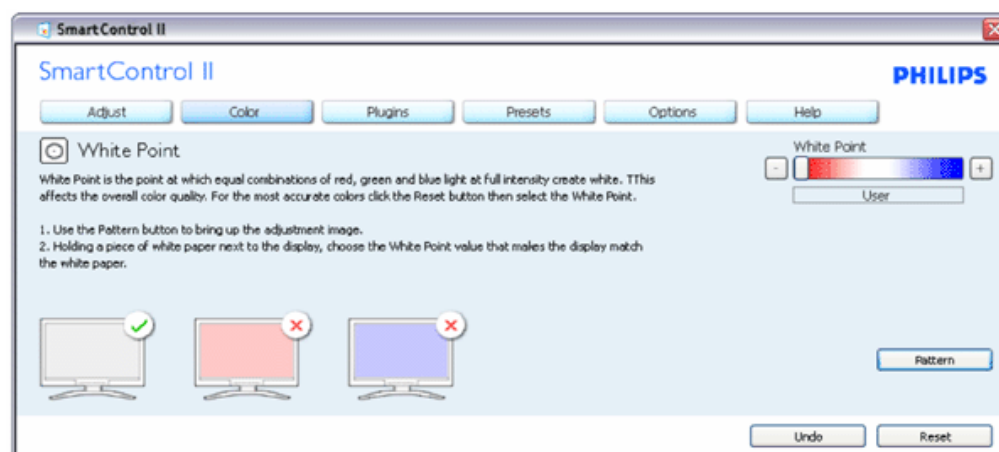 SmartControl II
SmartControl II
PHILIPS
Adjust Color Plugins Presets Options Help
White Point
White Point
White Point is the point at which equal combinations of red, green and blue light at full intensity create white. TThis
affects the overall color quality. For the most accurate colors click the Reset button then select the White Point.
- +
User
1. Use the Pattern button to bring up the adjustment image.
2. Holding a piece of white paper next to the display, choose the White Point value that makes the display match
the white paper.
Pattern
Undo Reset